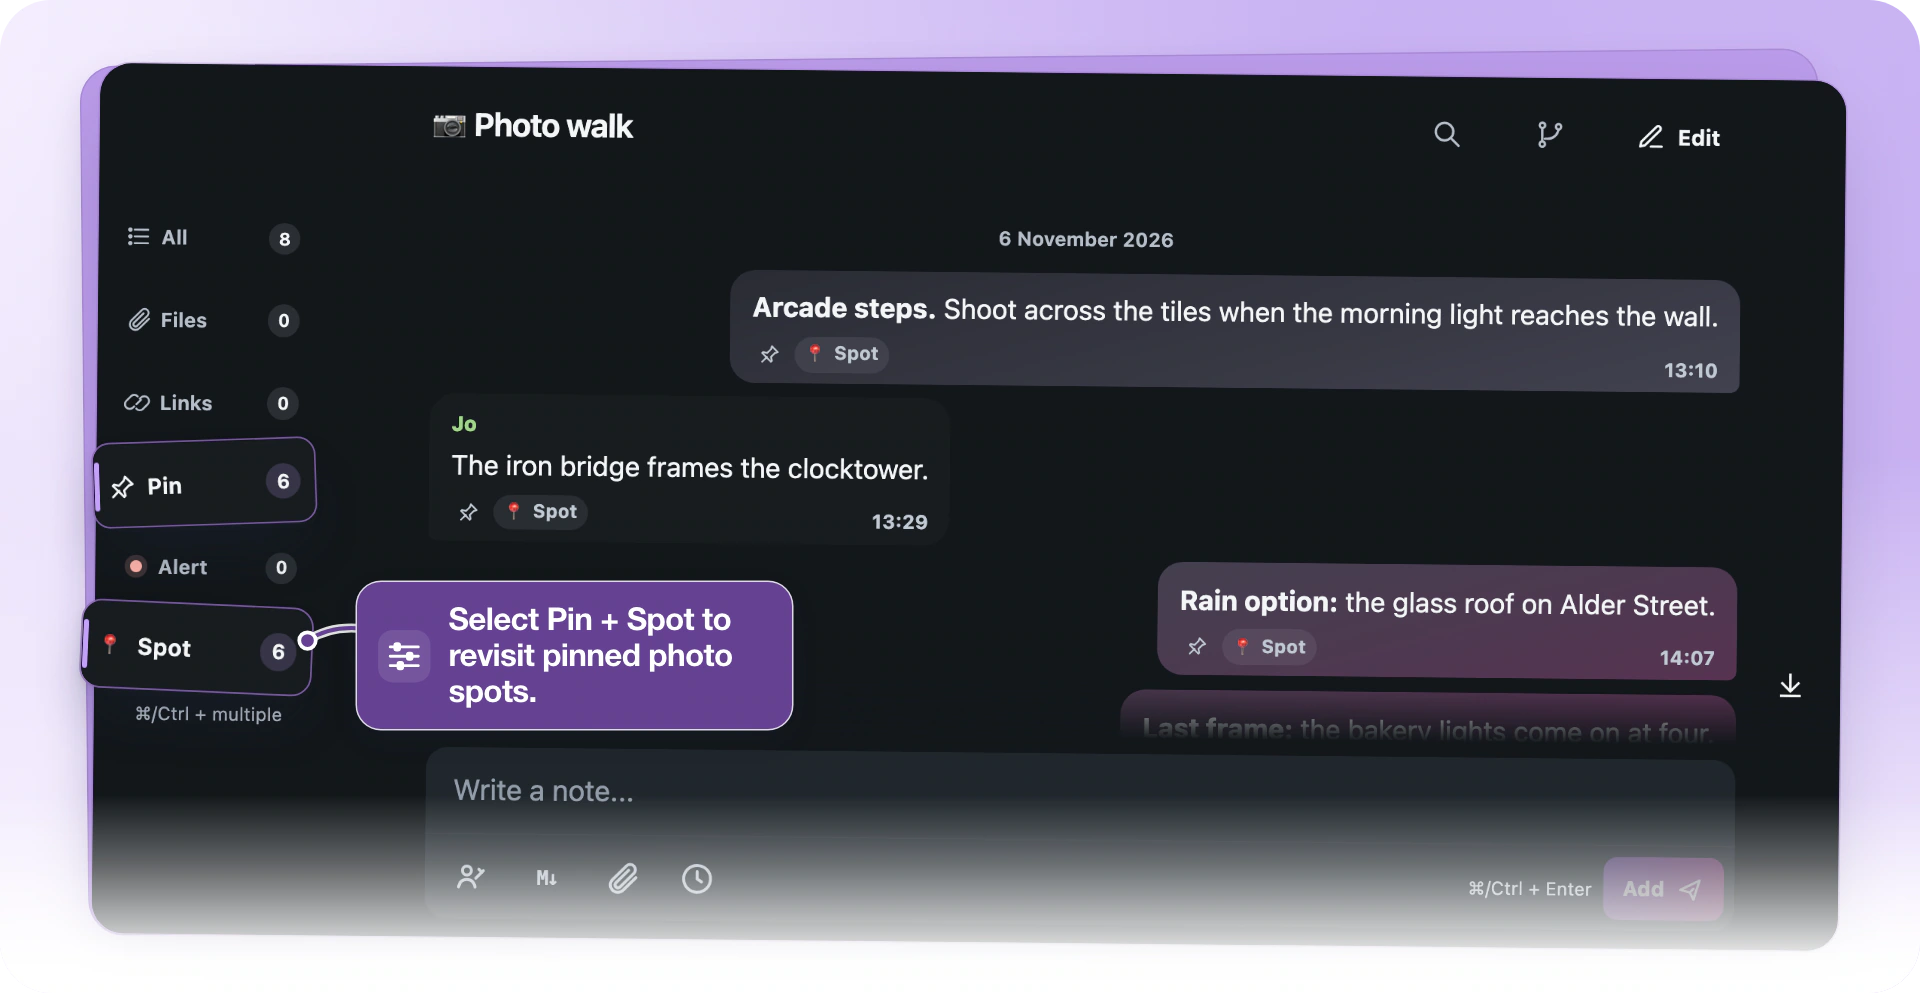 📷 Photo walk
Edit
All 8
Files 0
Links 0
Pin 6
Alert 0
Spot 6
⌘/Ctrl + multiple
6 November 2026
Arcade steps. Shoot across the tiles when the morning light reaches the wall.
Spot
13:10
Jo
The iron bridge frames the clocktower.
Spot
13:29
Select Pin + Spot to
revisit pinned photo
spots.
Rain option: the glass roof on Alder Street.
Spot
14:07
Last frame: the bakery lights come on at four.
Write a note...
M↓
⌘/Ctrl + Enter
Add